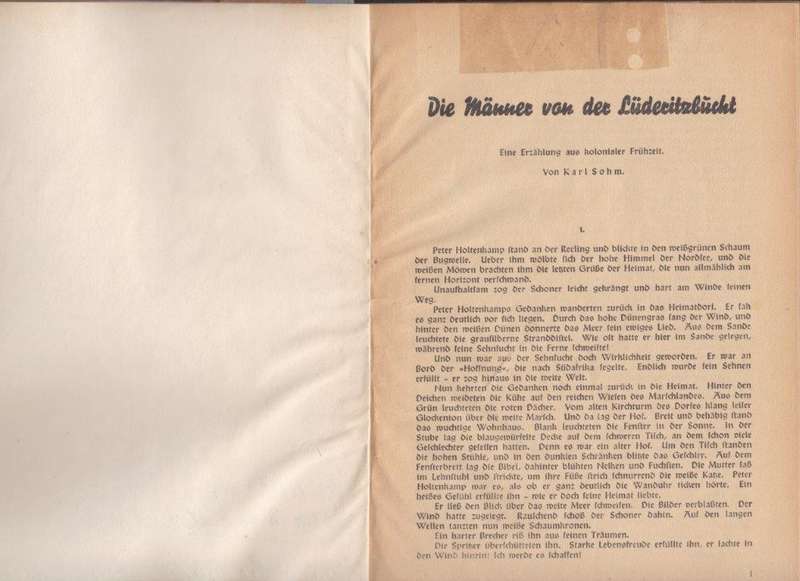 Die Männer von der Lüderitzbucht
Eine Erzählung aus kolonialer Frühzeit.
Von Karl Sohm.
1.
Peter Holtenkamp stand an der Reeling und blickte in den weißgrünen Schaum
der Bugwelle. Ueber ihm wölbte sich der hohe Himmel der Nordsee, und die
weißen Möwen brachten ihm die letzten Grüße der Heimat, die nun allmählich am
fernen Horizont verschwand.
Unaufhaltsam zog der Schoner leicht gekrängt und hart am Winde seinen
Weg.
Peter Holtenkamps Gedanken wanderten zurück in das Heimatdorf. Er sah
es ganz deutlich vor sich liegen. Durch das hohe Dünengras sang der Wind, und
hinter den weißen Dünen donnerte das Meer sein ewiges Lied. Aus dem Sande
leuchtete die grausilberne Stranddistel. Wie oft hatte er hier im Sande gelegen,
während seine Sehnsucht in die Ferne schweifte!
Und nun war aus der Sehnsucht doch Wirklichkeit geworden. Er war an
Bord der »Hoffnung«, die nach Südafrika segelte. Endlich wurde sein Sehnen
erfüllt – er zog hinaus in die weite Welt.
Nun kehrten die Gedanken noch einmal zurück in die Heimat. Hinter den
Deichen weideten die Kühe auf den reichen Wiesen des Marschlandes. Aus dem
Grün leuchteten die roten Dächer. Vom alten Kirchturm des Dorfes klang leiser
Glockenton über die weite Marsch. Und da lag der Hof. Breit und behäbig stand
das wuchtige Wohnhaus. Blank leuchteten die Fenster in der Sonne. In der
Stube lag die blaugewürfelte Decke auf dem schweren Tisch, an dem schon viele
Geschlechter gesessen hatten. Denn es war ein alter Hof. Um den Tisch standen
die hohen Stühle, und in den dunklen Schränken blinkte das Geschirr. Auf dem
Fensterbrett lag die Bibel, dahinter blühten Nelken und Fuchsien. Die Mutter saß
im Lehnstuhl und strickte, um ihre Füße strich schnurrend die weiße Katze. Peter
Holtenkamp war es, als ob er ganz deutlich die Wanduhr ticken hörte. Ein
heißes Gefühl erfüllte ihn – wie er doch seine Heimat liebte.
Er ließ den Blick über das weite Meer schweifen. Die Bilder verblaßten. Der
Wind hatte zugelegt. Rauschend schoß der Schoner dahin. Auf den langen
Wellen tanzten nun weiße Schaumkronen.
Ein harter Brecher riß ihn aus seinen Träumen.
Die Spritzer überschütteten ihn. Starke Lebensfreude erfüllte ihn, er lachte in
den Wind hinein: Ich werde es schaffen!
1